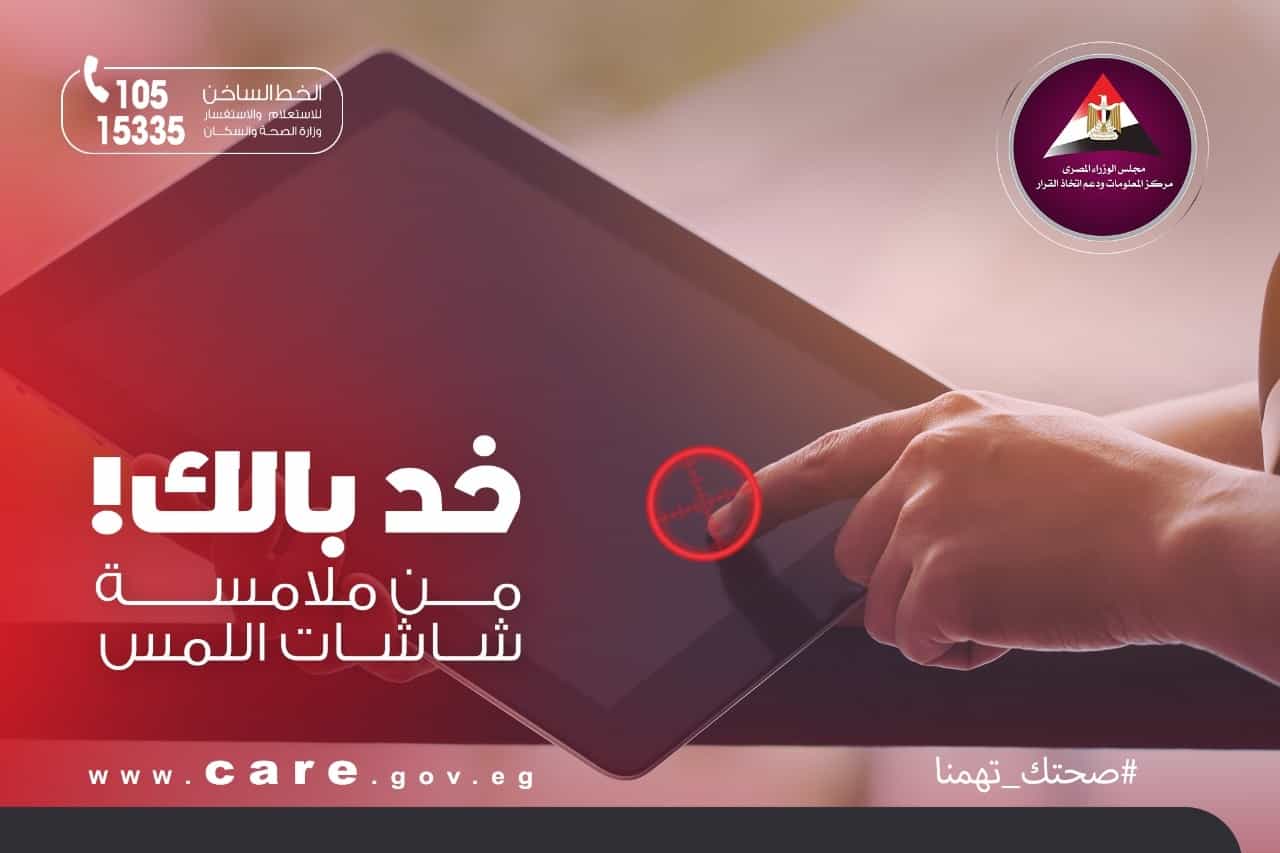 105
15335
الخط الساخن
للاستعلام والاستفسار
وزارة الصحة والسكان
مجلس الوزراء المصرى
مركز المعلومات ودعم اتخاذ القرار
خد بالك!
من ملامسة
شاشات اللمس
www.care.gov.eg
#صحتك_تهمنا